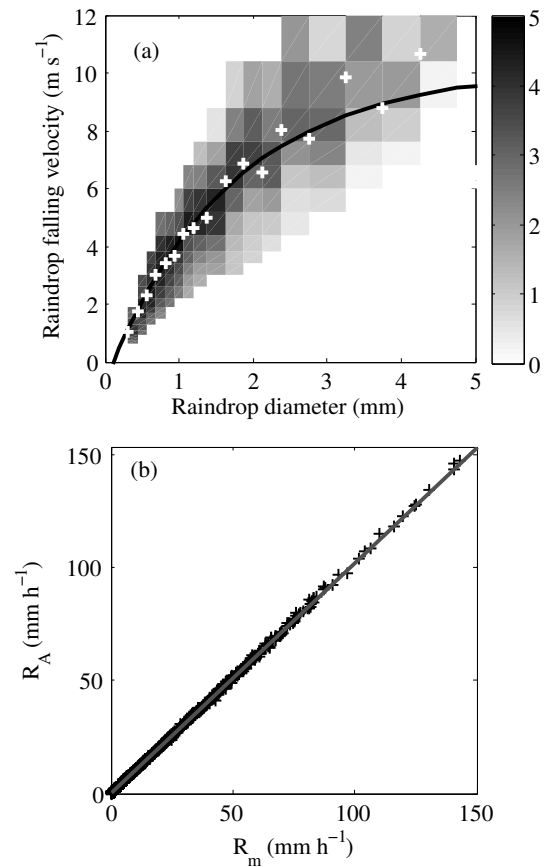 (a)
12
10
8
6
4
2
0
Raindrop falling velocity (m s⁻¹)
0 1 2 3 4 5
Raindrop diameter (mm)
5
4
3
2
1
0
(b)
150
100
50
0
R_A (mm h⁻¹)
0 50 100 150
R_m (mm h⁻¹)